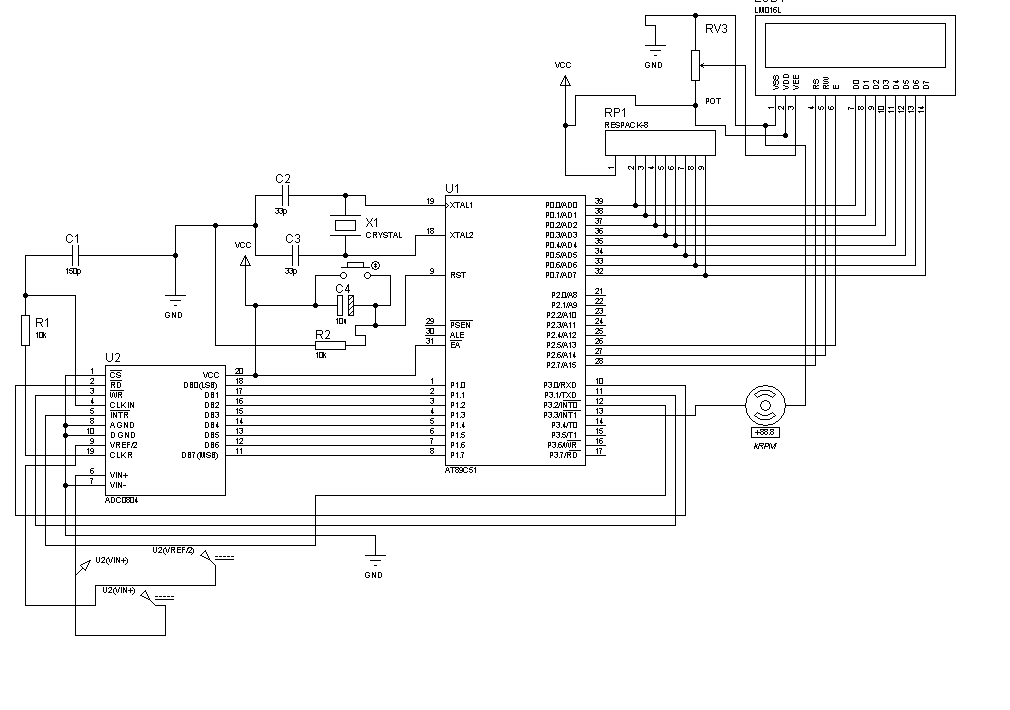 LM016L
RV3
VSS VDD VEE RS RW E D0 D1 D2 D3 D4 D5 D6 D7
1 2 3 4 5 6 7 8 9 10 11 12 13 14
GND
VCC
POT
RP1
RESPACK-8
1 2 3 4 5 6 7 8 9
C2
33p
X1
CRYSTAL
C3
33p
C1
150p
GND
VCC
C4
10u
R1
10k
R2
10k
U1
19 XTAL1 P0.0/AD0 39
P0.1/AD1 38
P0.2/AD2 37
18 XTAL2 P0.3/AD3 36
P0.4/AD4 35
P0.5/AD5 34
P0.6/AD6 33
9 RST P0.7/AD7 32
P2.0/A8 21
P2.1/A9 22
P2.2/A10 23
29 PSEN P2.3/A11 24
30 ALE P2.4/A12 25
31 EA P2.5/A13 26
P2.6/A14 27
P2.7/A15 28
1 P1.0 P3.0/RXD 10
2 P1.1 P3.1/TXD 11
3 P1.2 P3.2/INT0 12
4 P1.3 P3.3/INT1 13
5 P1.4 P3.4/T0 14
6 P1.5 P3.5/T1 15
7 P1.6 P3.6/WR 16
8 P1.7 P3.7/RD 17
AT89C51
U2
1 CS VCC 20
2 RD DB0(LSB) 18
3 WR DB1 17
4 CLK IN DB2 16
5 INTR DB3 15
8 A GND DB4 14
10 D GND DB5 13
9 VREF/2 DB6 12
19 CLK R DB7(MSB) 11
6 VIN+
7 VIN-
ADC0804
+88.8
kRPM
U2(VIN+)
U2(VREF/2)
U2(VIN+)
GND